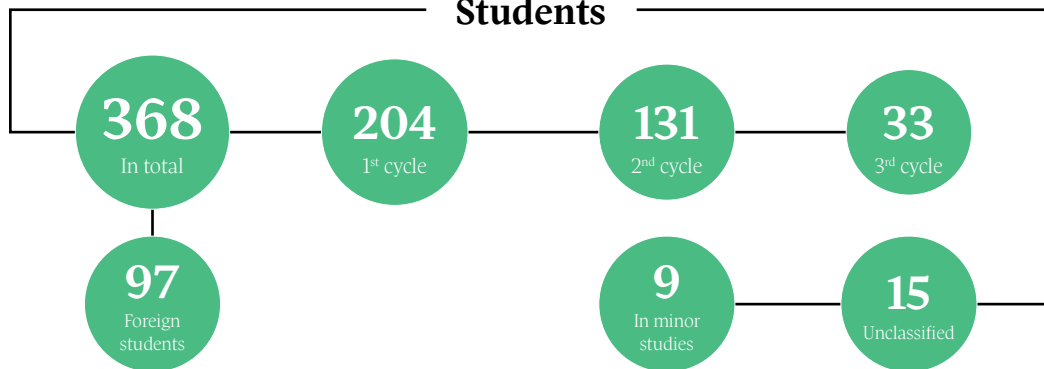 Students
368
In total
204
1st cycle
131
2nd cycle
33
3rd cycle
97
Foreign
students
9
In minor
studies
15
Unclassified